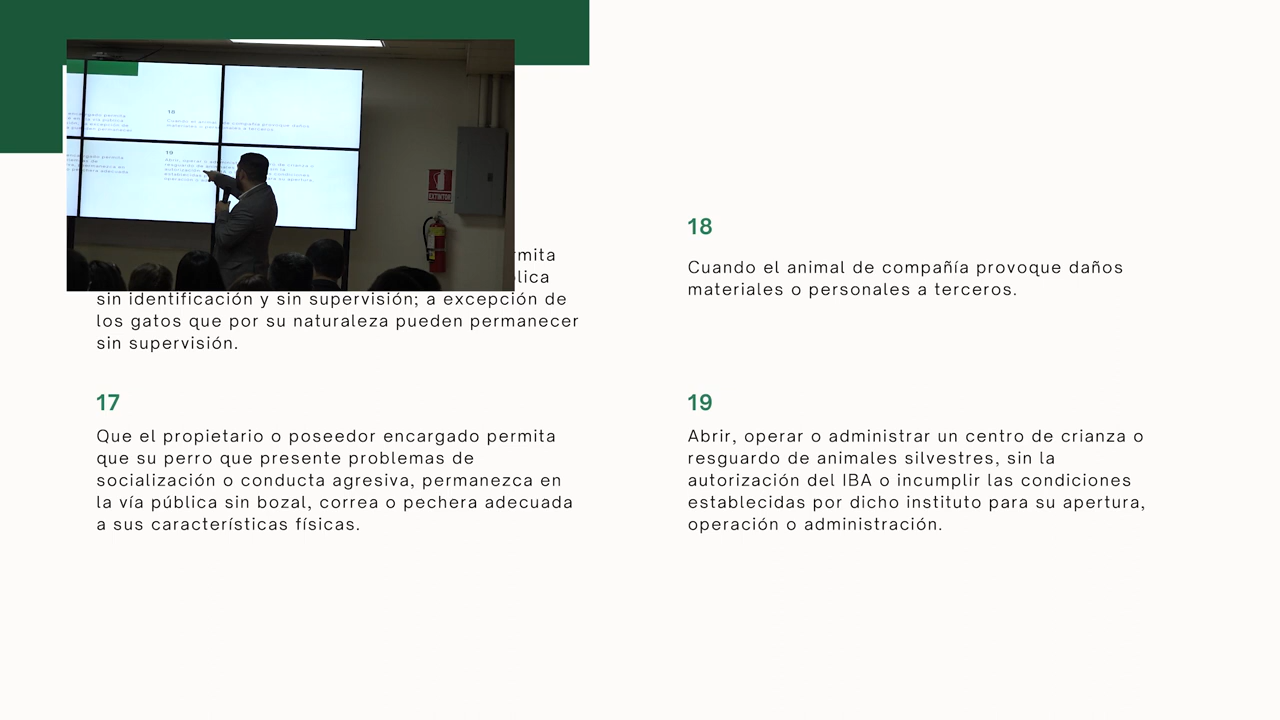 sin identificación y sin supervisión; a excepción de
los gatos que por su naturaleza pueden permanecer
sin supervisión.
17
Que el propietario o poseedor encargado permita
que su perro que presente problemas de
socialización o conducta agresiva, permanezca en
la vía pública sin bozal, correa o pechera adecuada
a sus características físicas.
18
Cuando el animal de compañía provoque daños
materiales o personales a terceros.
19
Abrir, operar o administrar un centro de crianza o
resguardo de animales silvestres, sin la
autorización del IBA o incumplir las condiciones
establecidas por dicho instituto para su apertura,
operación o administración.
EXTINTOR